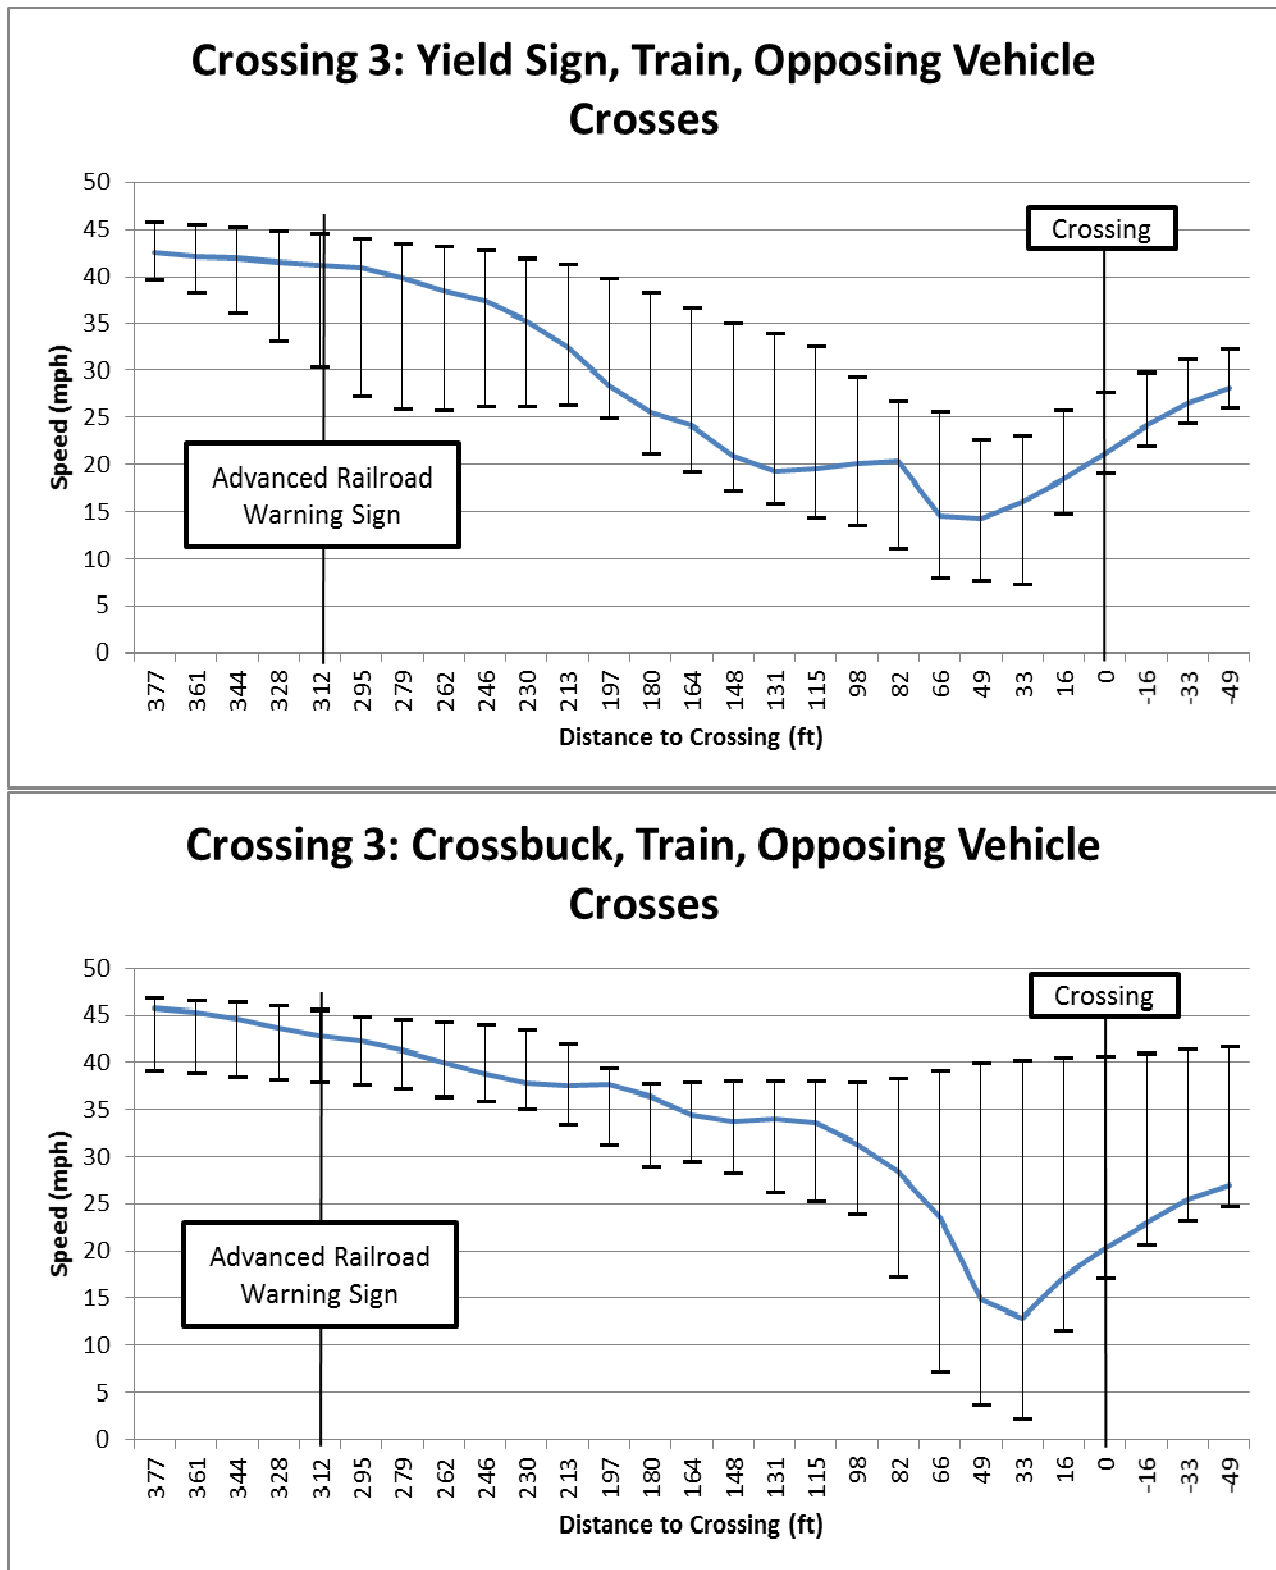 Crossing 3: Yield Sign, Train, Opposing Vehicle
Crosses
50
45
40
35
30
25
20
15
10
5
0
Speed (mph)
Crossing
Advanced Railroad
Warning Sign
377 361 344 328 312 295 279 262 246 230 213 197 180 164 148 131 115 98 82 66 49 33 16 0 -16 -33 -49
Distance to Crossing (ft)
Crossing 3: Crossbuck, Train, Opposing Vehicle
Crosses
50
45
40
35
30
25
20
15
10
5
0
Speed (mph)
Crossing
Advanced Railroad
Warning Sign
377 361 344 328 312 295 279 262 246 230 213 197 180 164 148 131 115 98 82 66 49 33 16 0 -16 -33 -49
Distance to Crossing (ft)